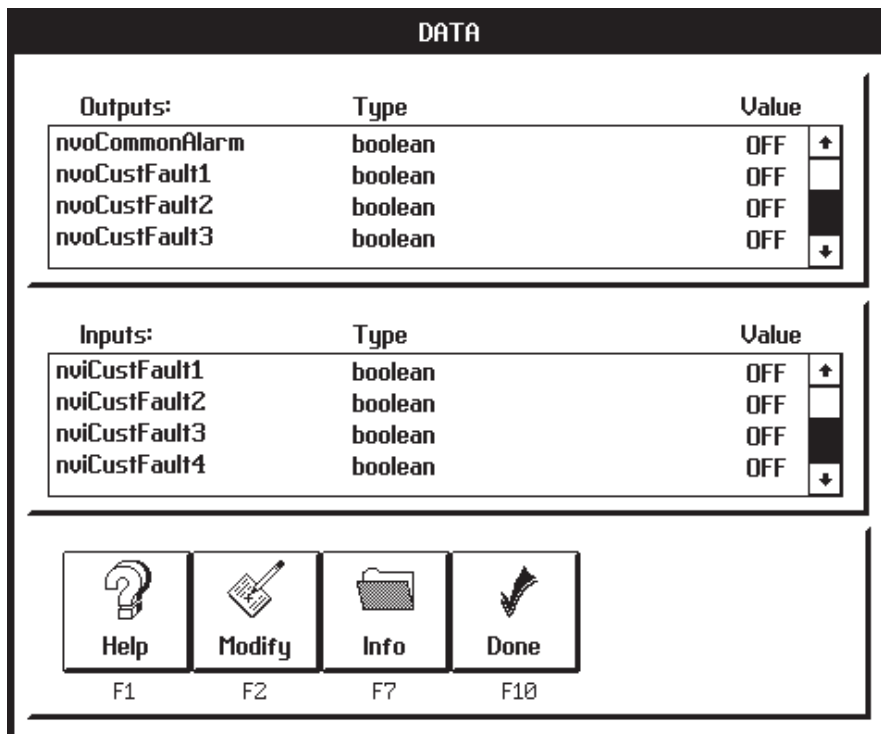 DATA
Outputs: Type Value
nvoCommonAlarm boolean OFF
nvoCustFault1 boolean OFF
nvoCustFault2 boolean OFF
nvoCustFault3 boolean OFF
Inputs: Type Value
nviCustFault1 boolean OFF
nviCustFault2 boolean OFF
nviCustFault3 boolean OFF
nviCustFault4 boolean OFF
Help Modify Info Done
F1 F2 F7 F10